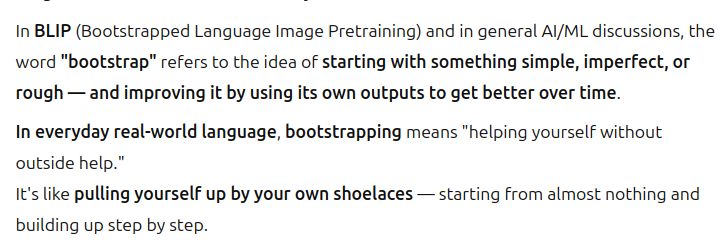 In BLIP (Bootstrapped Language Image Pretraining) and in general AI/ML discussions, the
word "bootstrap" refers to the idea of starting with something simple, imperfect, or
rough — and improving it by using its own outputs to get better over time.
In everyday real-world language, bootstrapping means "helping yourself without
outside help."
It's like pulling yourself up by your own shoelaces — starting from almost nothing and
building up step by step.